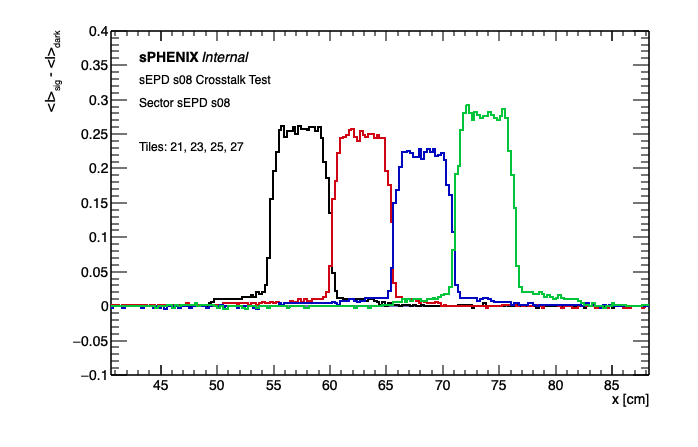 <I>sig - <I>dark
0.4
0.35
0.3
0.25
0.2
0.15
0.1
0.05
0
−0.05
−0.1
sPHENIX Internal
sEPD s08 Crosstalk Test
Sector sEPD s08
Tiles: 21, 23, 25, 27
45 50 55 60 65 70 75 80 85
x [cm]